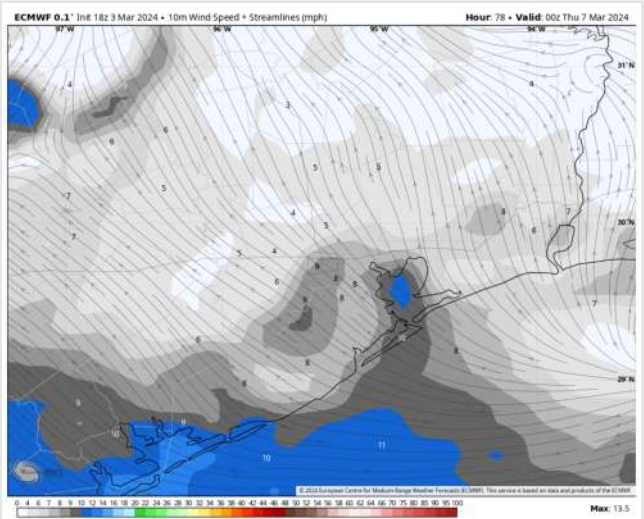 ECMWF 0.1° Init 18z 3 Mar 2024 • 10m Wind Speed + Streamlines (mph) Hour: 78 • Valid: 00z Thu 7 Mar 2024
97°W 96°W 95°W 94°W
31°N
4 4
3
6 6
5 5
7 5
4 8 7
30°N
7 5 6
5 4
9
6 8 8
9 8 7
6 10
8 8
29°N
8
9 9
10 11
10
© 2024 European Centre for Medium-Range Weather Forecasts (ECMWF). This service is based on data and products of the ECMWF.
0 4 6 7 8 9 10 12 14 16 18 20 22 24 26 28 30 32 34 36 38 40 42 44 46 48 50 52 54 56 58 60 65 70 75 80 85 90 95 100
Max: 13.5